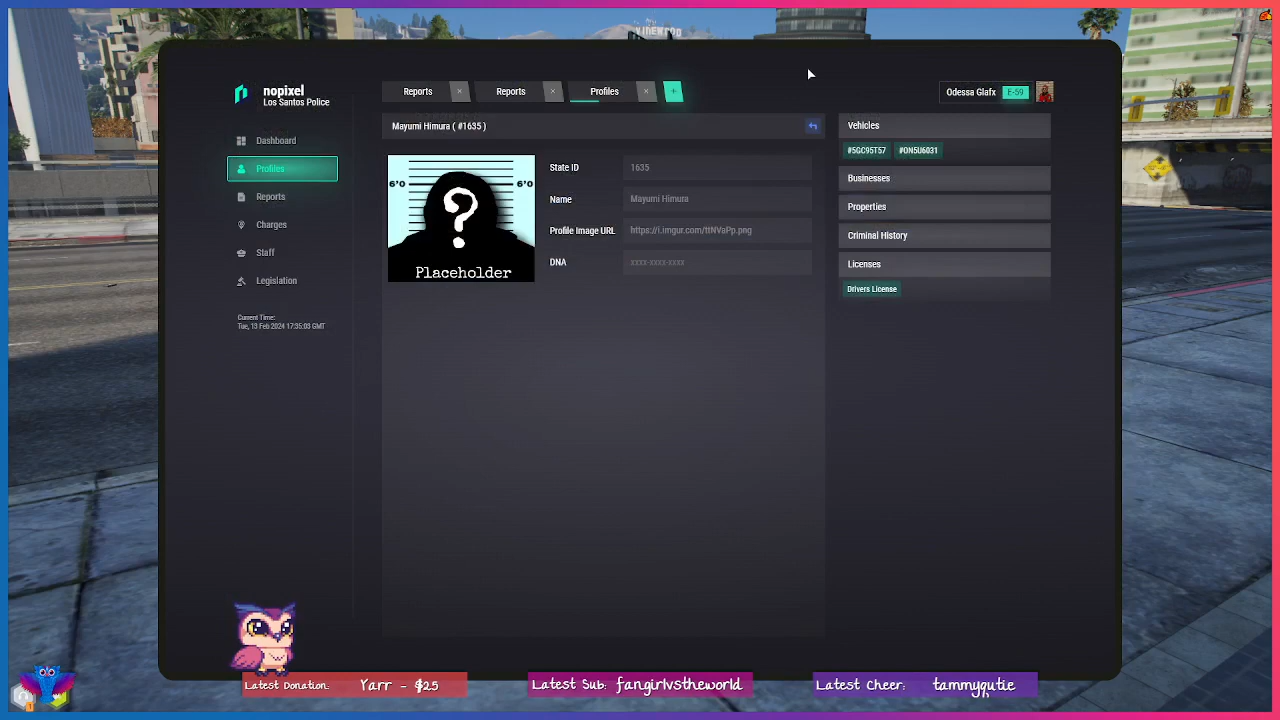 vinewood
nopixel
Los Santos Police
Reports
Reports
Profiles
+
Odessa Glafx
E-59
Mayumi Himura ( #1635 )
Dashboard
Profiles
Reports
Charges
Staff
Legislation
Current Time:
Tue, 13 Feb 2024 17:35:03 GMT
6'0
6'0
?
Placeholder
State ID
1635
Name
Mayumi Himura
Profile Image URL
https://i.imgur.com/ttNVaPp.png
DNA
xxxx-xxxx-xxxx
Vehicles
#5GC95T57
#0N5U6031
Businesses
Properties
Criminal History
Licenses
Drivers License
Latest Donation:
Yarr - $25
Latest Sub: fangirlvstheworld
Latest Cheer:
tammyqutie